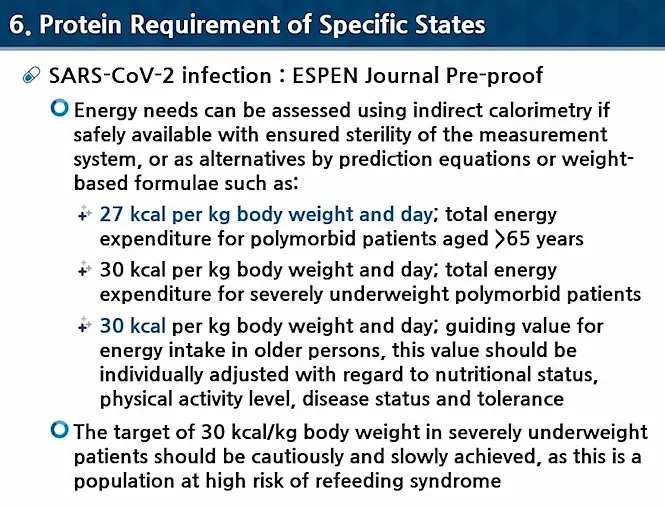 6. Protein Requirement of Specific States
SARS-CoV-2 infection : ESPEN Journal Pre-proof
Energy needs can be assessed using indirect calorimetry if
safely available with ensured sterility of the measurement
system, or as alternatives by prediction equations or weight-
based formulae such as:
27 kcal per kg body weight and day; total energy
expenditure for polymorbid patients aged >65 years
30 kcal per kg body weight and day; total energy
expenditure for severely underweight polymorbid patients
30 kcal per kg body weight and day; guiding value for
energy intake in older persons, this value should be
individually adjusted with regard to nutritional status,
physical activity level, disease status and tolerance
The target of 30 kcal/kg body weight in severely underweight
patients should be cautiously and slowly achieved, as this is a
population at high risk of refeeding syndrome